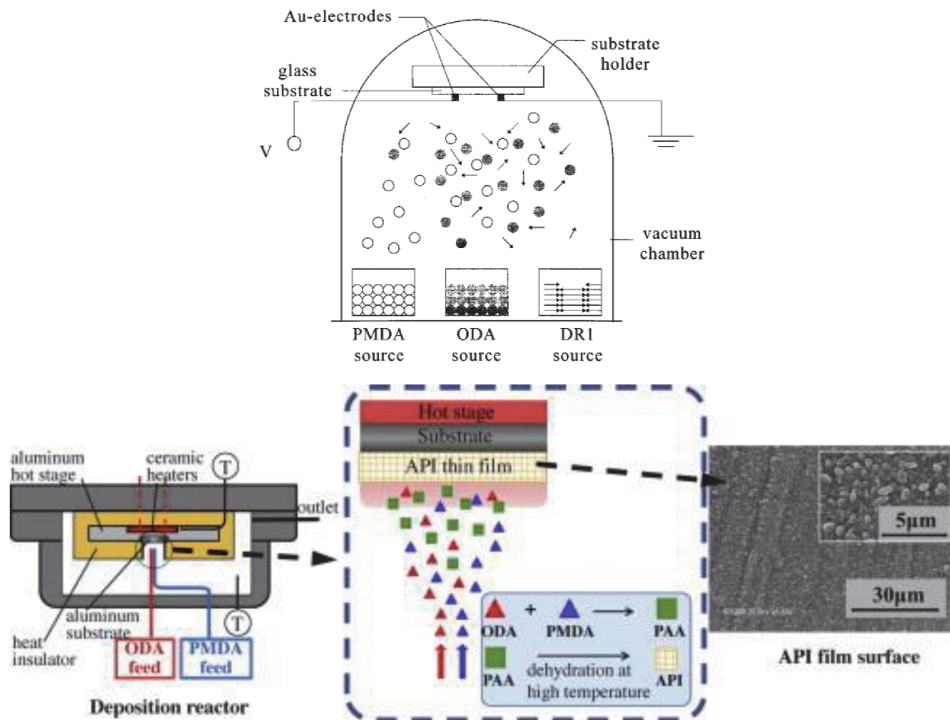 Au-electrodes
substrate
holder
glass
substrate
V
vacuum
chamber
PMDA
source
ODA
source
DR1
source
aluminum
hot stage
ceramic
heaters
T
outlet
heat
insulator
aluminum
substrate
T
ODA
feed
PMDA
feed
Deposition reactor
Hot stage
Substrate
API thin film
ODA + PMDA PAA
PAA dehydration at
high temperature API
5μm
30μm
API film surface